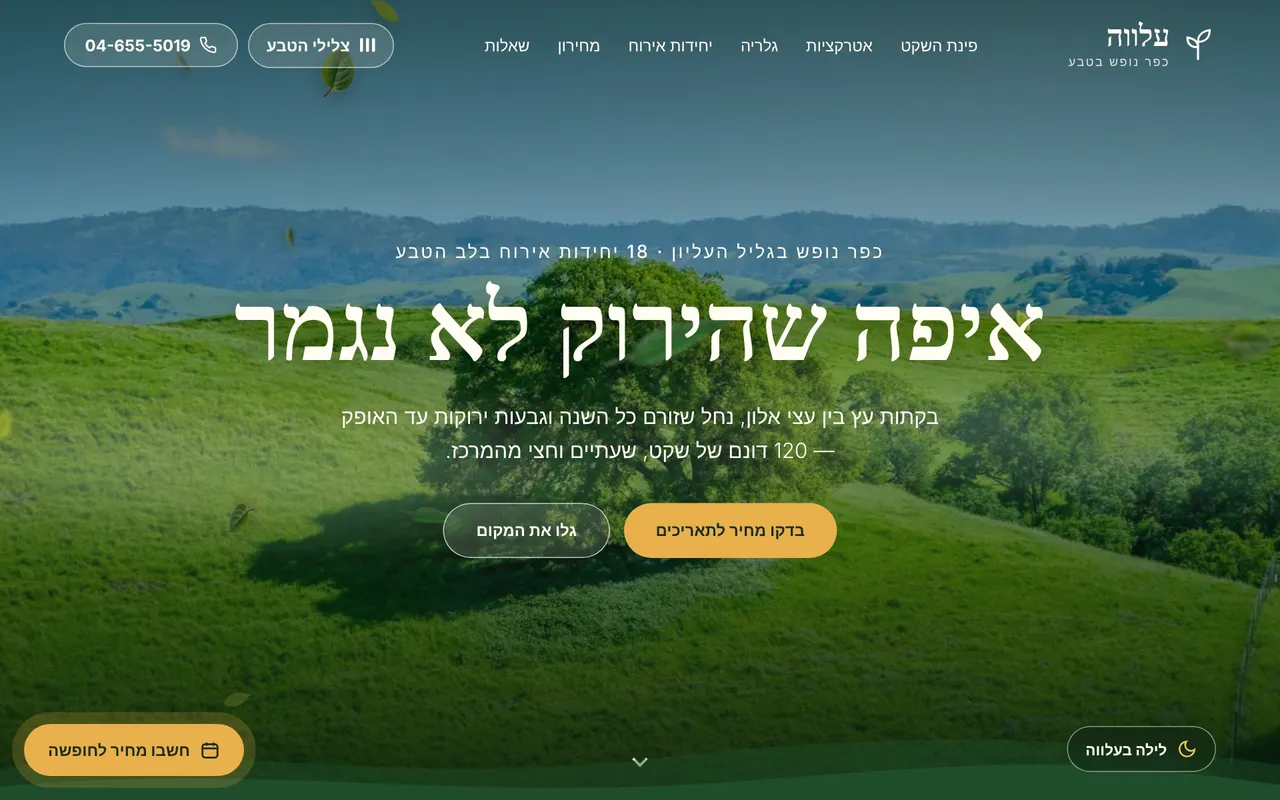 עלווה
כפר נופש בטבע
פינת השקט
אטרקציות
גלריה
יחידות אירוח
מחירון
שאלות
צלילי הטבע
04-655-5019
כפר נופש בגליל העליון · 18 יחידות אירוח בלב הטבע
איפה שהירוק לא נגמר
בקתות עץ בין עצי אלון, נחל שזורם כל השנה וגבעות ירוקות עד האופק
— 120 דונם של שקט, שעתיים וחצי מהמרכז.
בדקו מחיר לתאריכים
גלו את המקום
לילה בעלווה
חשבו מחיר לחופשה